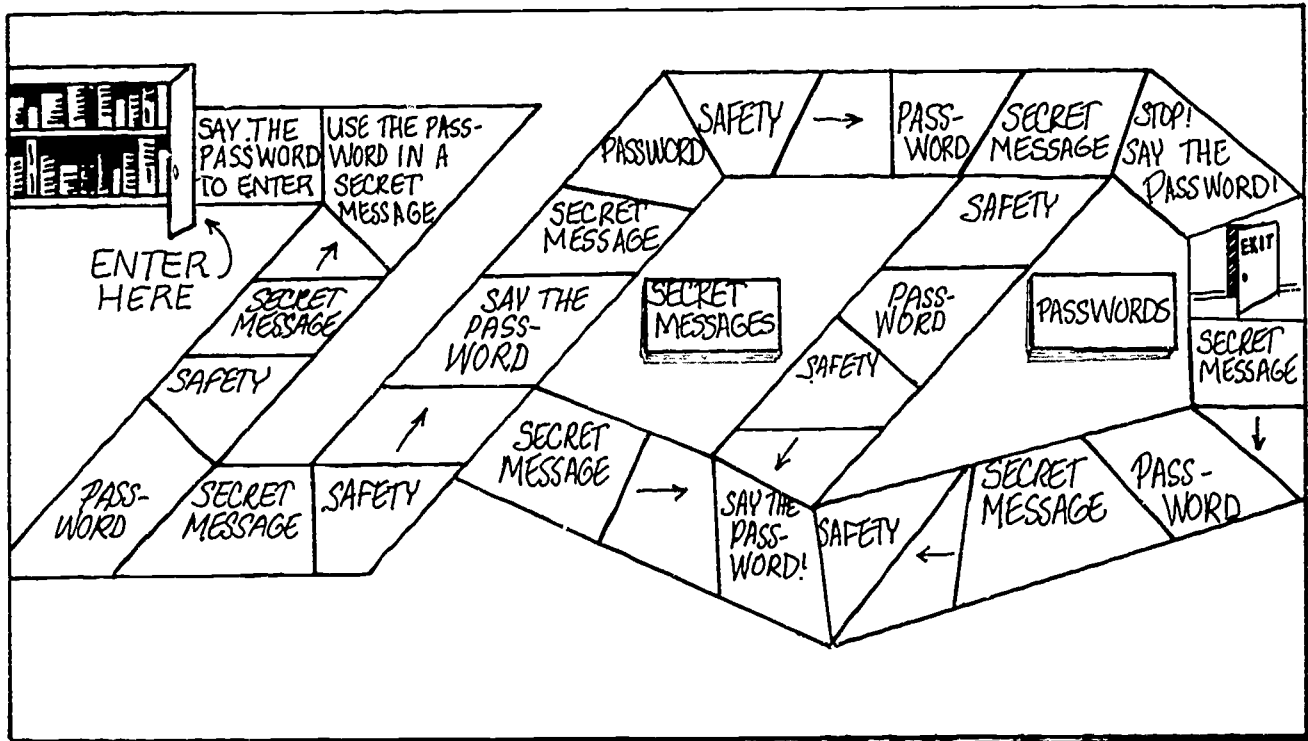 SAY THE
PASSWORD
TO ENTER
USE THE PASS-
WORD IN A
SECRET
MESSAGE
ENTER
HERE
SECRET
MESSAGE
SAFETY
PASS-
WORD
SECRET
MESSAGE
SAFETY
SAY THE
PASS-
WORD
SECRET
MESSAGE
PASSWORD
SAFETY
PASS-
WORD
SECRET
MESSAGE
STOP!
SAY THE
PASSWORD!
EXIT
SAFETY
PASS-
WORD
SAFETY
SECRET
MESSAGES
PASSWORDS
SECRET
MESSAGE
PASS-
WORD
SECRET
MESSAGE
SAFETY
SAY THE
PASS-
WORD!
SECRET
MESSAGE